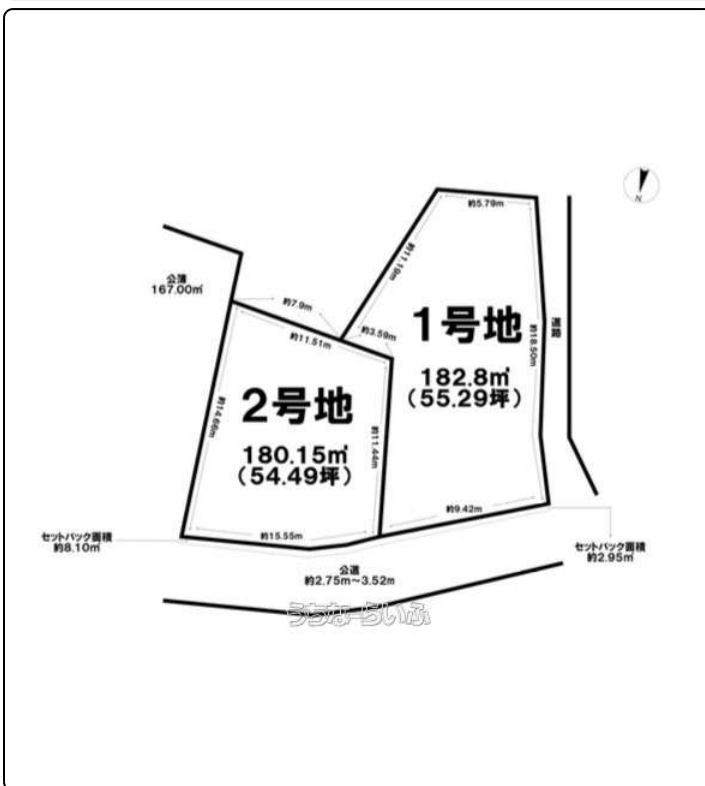 N
約5.79m
公簿
167.00㎡
約11.19m
約7.9m
約3.59m
約11.51m
1号地
182.8㎡
(55.29坪)
約18.50m
道路
2号地
180.15㎡
(54.49坪)
約14.66m
約11.44m
約15.55m
約9.42m
セットバック面積
約8.10㎡
セットバック面積
約2.95㎡
公道
約2.75m〜3.52m
うちなーらいふ